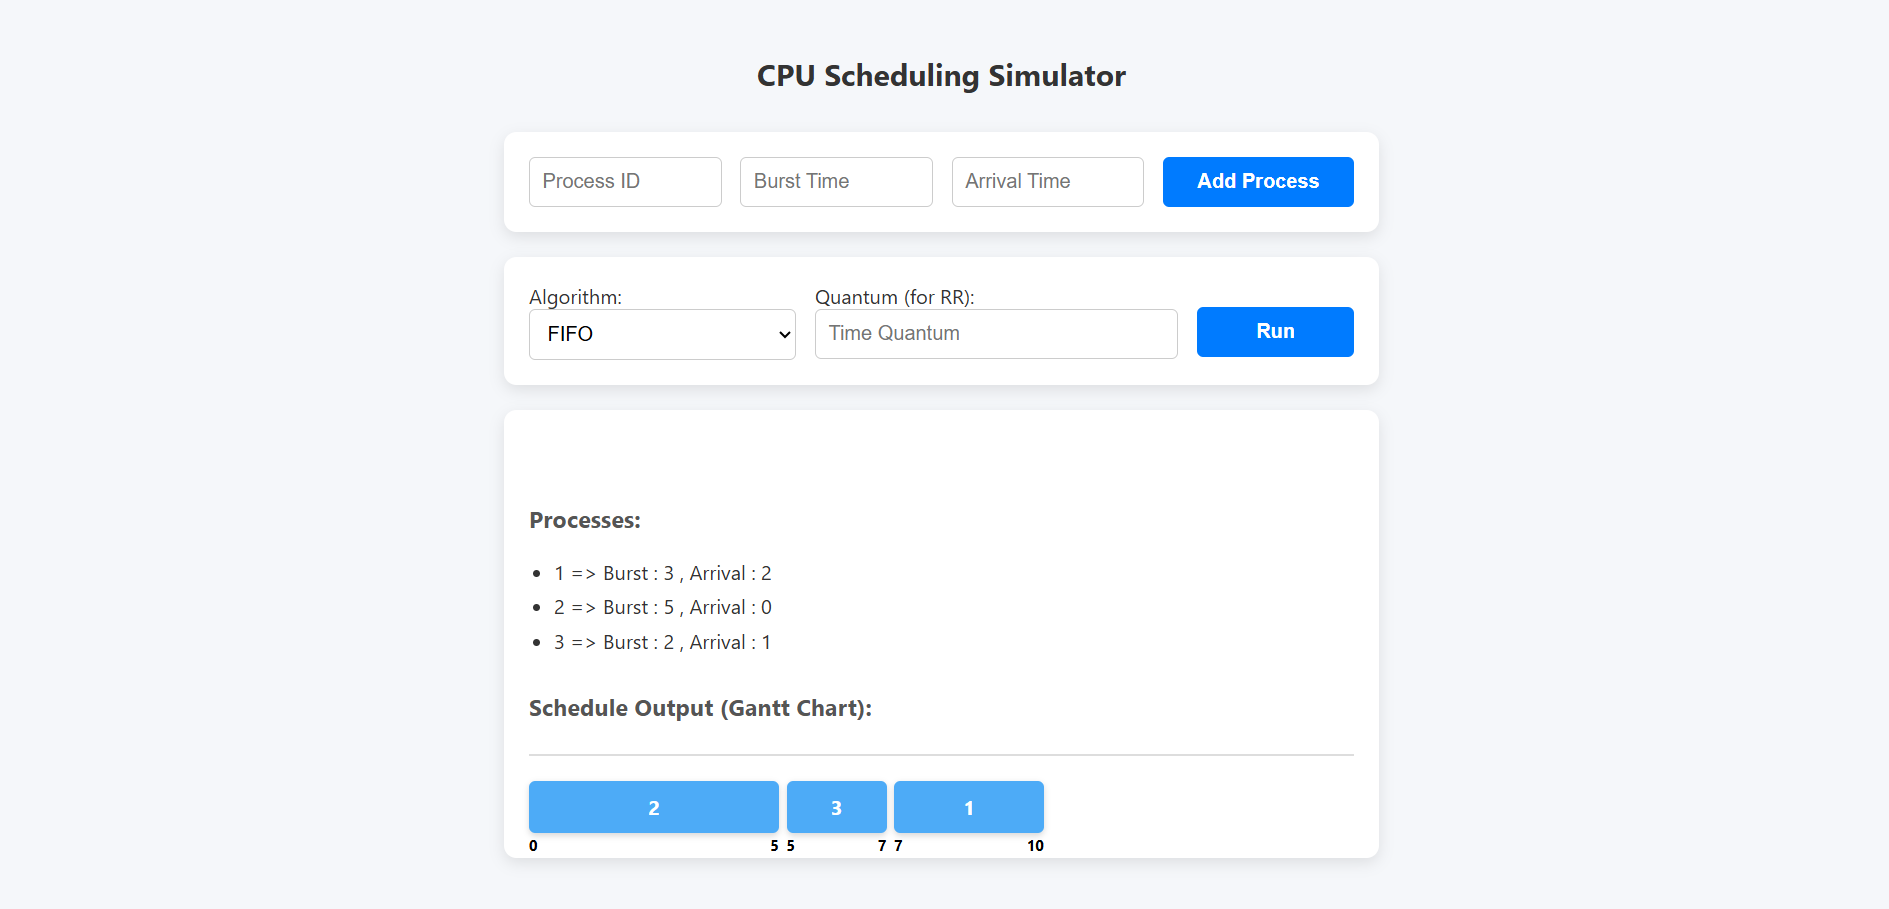 CPU Scheduling Simulator
Process ID Burst Time Arrival Time Add Process
Algorithm: Quantum (for RR):
FIFO Time Quantum Run
Processes:
1 => Burst : 3 , Arrival : 2
2 => Burst : 5 , Arrival : 0
3 => Burst : 2 , Arrival : 1
Schedule Output (Gantt Chart):
2 3 1
0 5 5 7 7 10